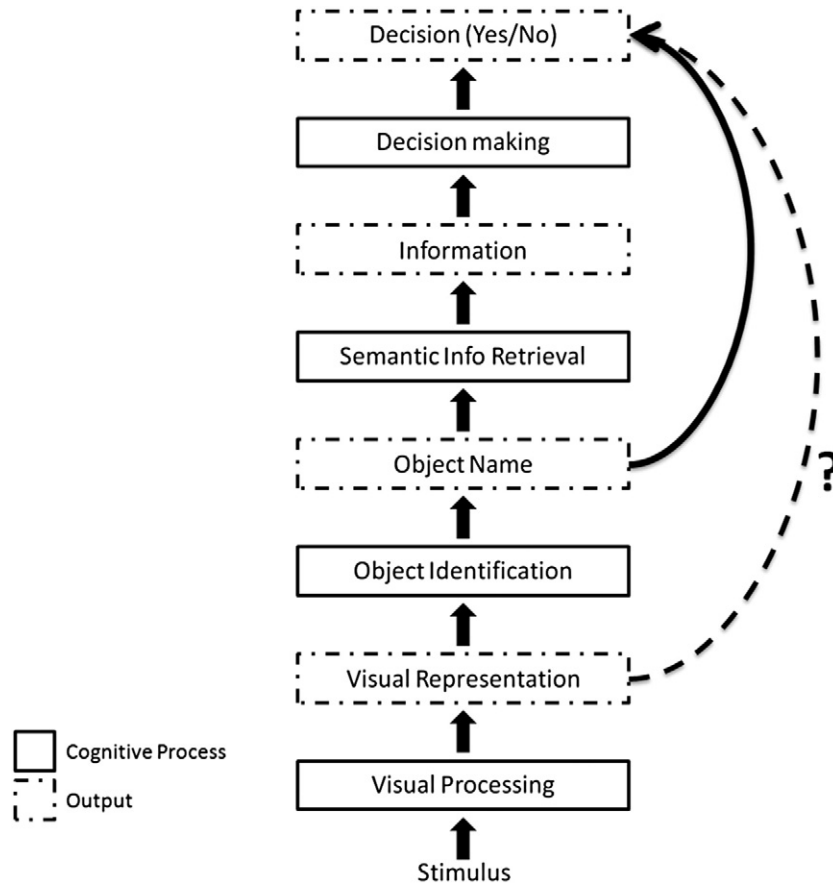 Decision (Yes/No)
Decision making
Information
Semantic Info Retrieval
Object Name
?
Object Identification
Visual Representation
Cognitive Process
Visual Processing
Output
Stimulus